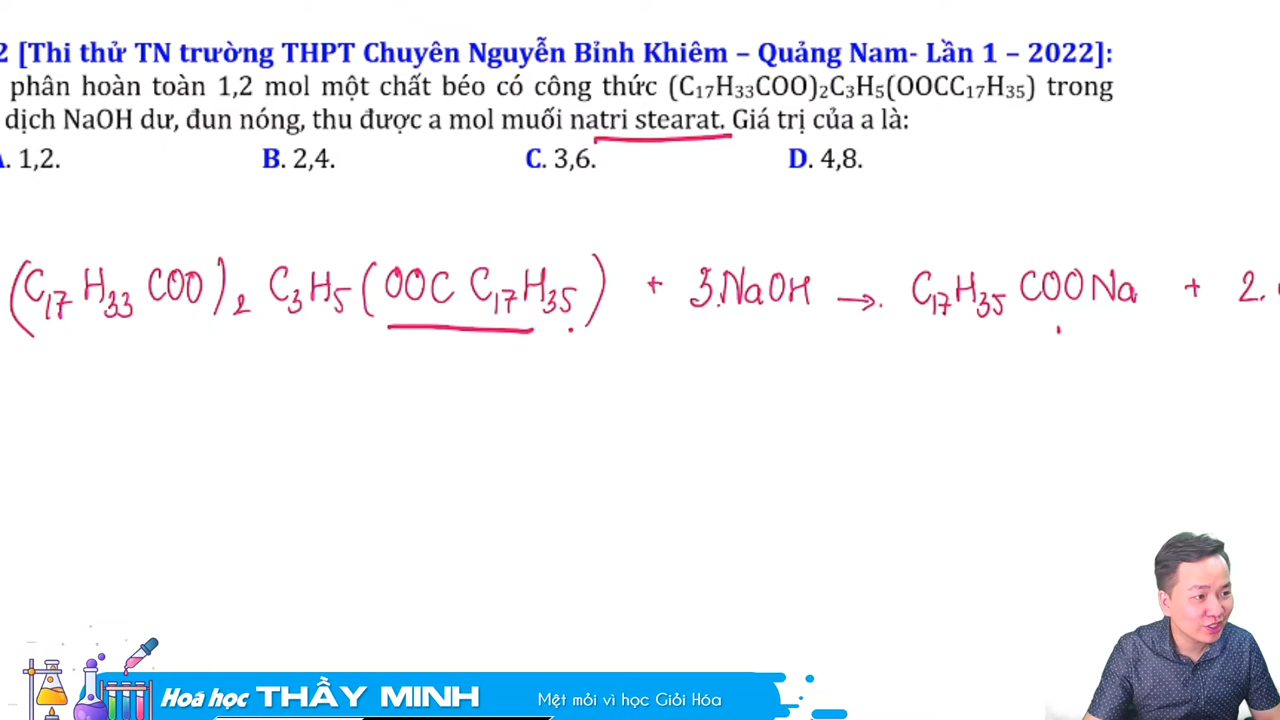 2 [Thi thử TN trường THPT Chuyên Nguyễn Bỉnh Khiêm – Quảng Nam- Lần 1 – 2022]:
phân hoàn toàn 1,2 mol một chất béo có công thức (C₁₇H₃₃COO)₂C₃H₅(OOCC₁₇H₃₅) trong
dịch NaOH dư, đun nóng, thu được a mol muối natri stearat. Giá trị của a là:
A. 1,2. B. 2,4. C. 3,6. D. 4,8.
(C₁₇H₃₃COO)₂C₃H₅(OOCC₁₇H₃₅) + 3.NaOH → C₁₇H₃₅COONa + 2.
Hoá học THẦY MINH Mệt mỏi vì học Giỏi Hóa